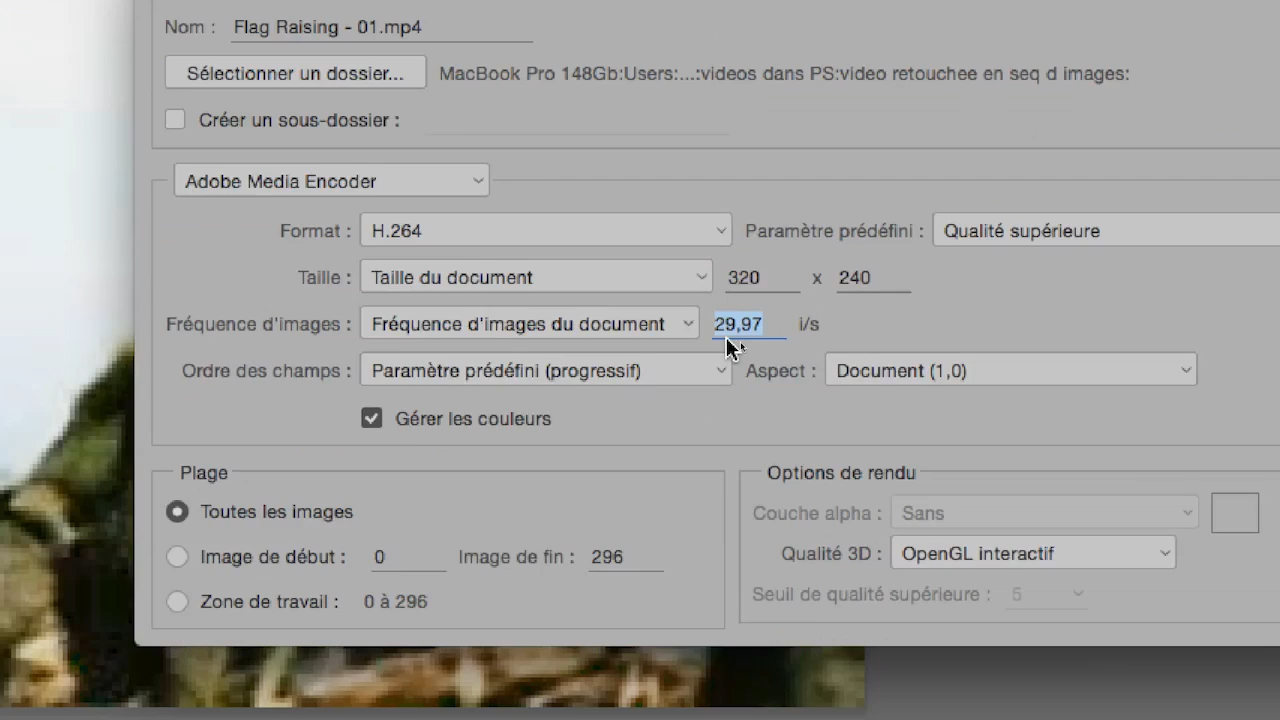 Nom : Flag Raising - 01.mp4
Sélectionner un dossier... MacBook Pro 148Gb:Users:...:videos dans PS:video retouchee en seq d images:
Créer un sous-dossier :
Adobe Media Encoder
Format : H.264 Paramètre prédéfini : Qualité supérieure
Taille : Taille du document 320 x 240
Fréquence d'images : Fréquence d'images du document 29,97 i/s
Ordre des champs : Paramètre prédéfini (progressif) Aspect : Document (1,0)
Gérer les couleurs
Plage
Toutes les images
Image de début : 0 Image de fin : 296
Zone de travail : 0 à 296
Options de rendu
Couche alpha : Sans
Qualité 3D : OpenGL interactif
Seuil de qualité supérieure : 5